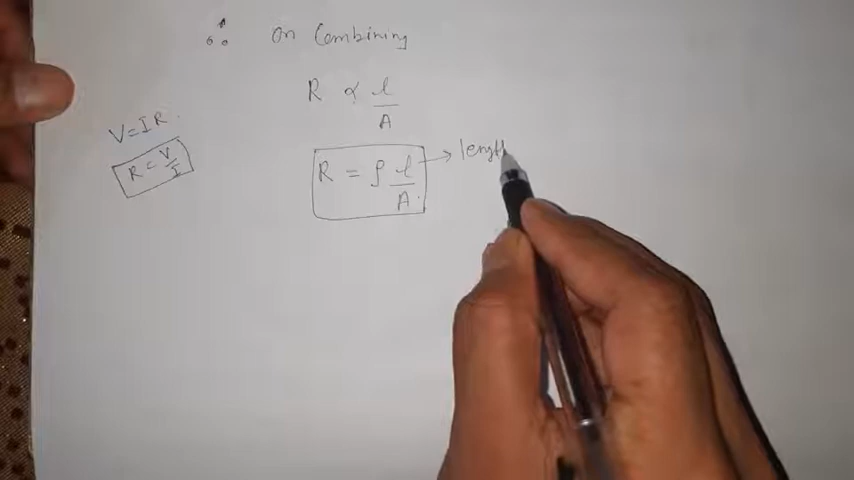 ∴ On Combining
R ∝ l/A
V=IR.
R = V/I
R = ρ l/A. → length